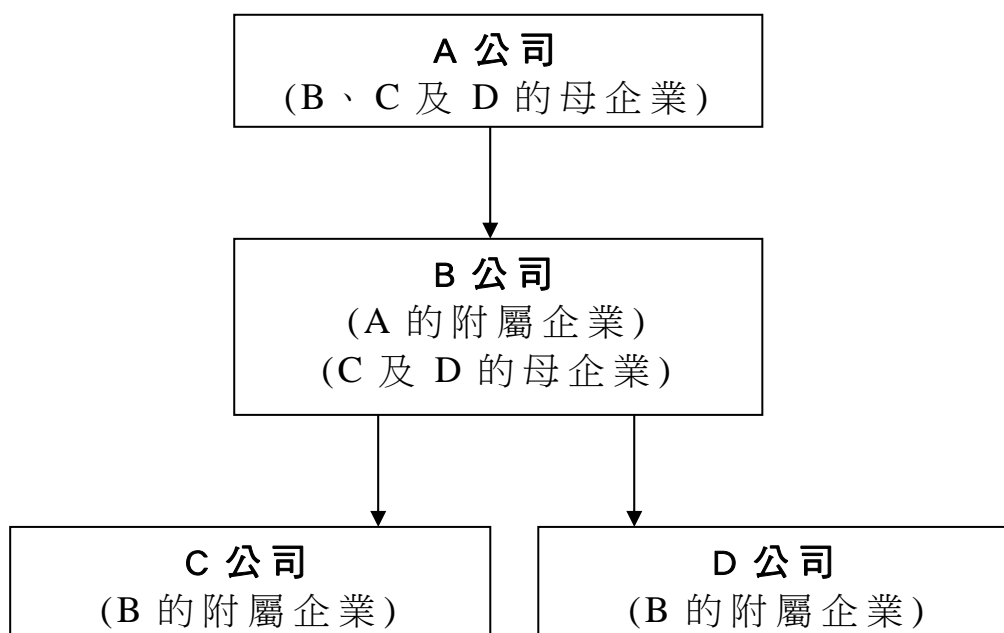 A 公司
(B、C 及 D 的母企業)
B 公司
(A 的附屬企業)
(C 及 D 的母企業)
C 公司
(B 的附屬企業)
D 公司
(B 的附屬企業)